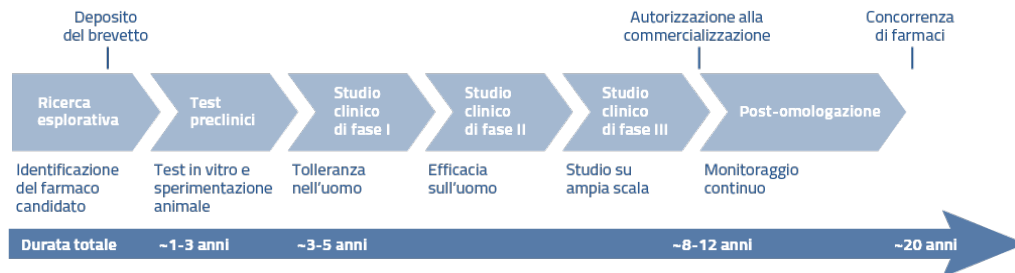 Deposito
del brevetto
Autorizzazione alla
commercializzazione
Concorrenza
di farmaci
Ricerca
esplorativa
Test
preclinici
Studio
clinico
di fase I
Studio
clinico
di fase II
Studio
clinico
di fase III
Post-omologazione
Identificazione
del farmaco
candidato
Test in vitro e
sperimentazione
animale
Tolleranza
nell'uomo
Efficacia
sull'uomo
Studio su
ampia scala
Monitoraggio
continuo
Durata totale ~1-3 anni ~3-5 anni ~8-12 anni ~20 anni